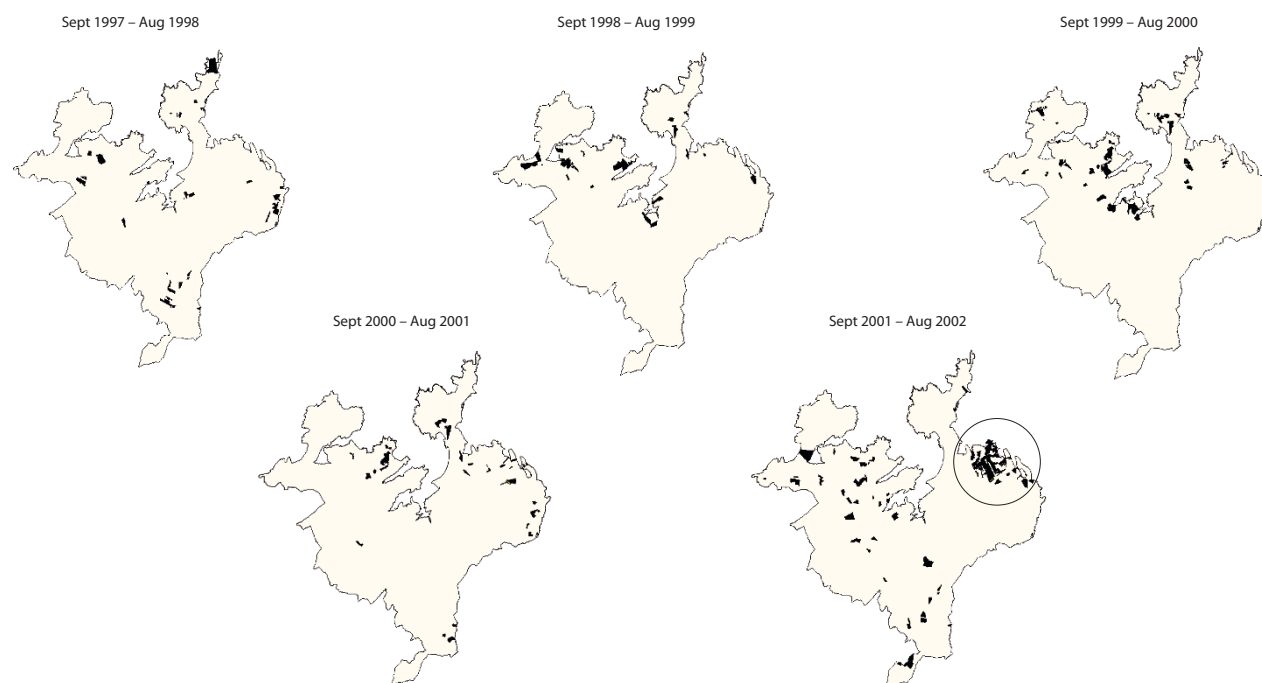 Sept 1997 – Aug 1998
Sept 1998 – Aug 1999
Sept 1999 – Aug 2000
Sept 2000 – Aug 2001
Sept 2001 – Aug 2002